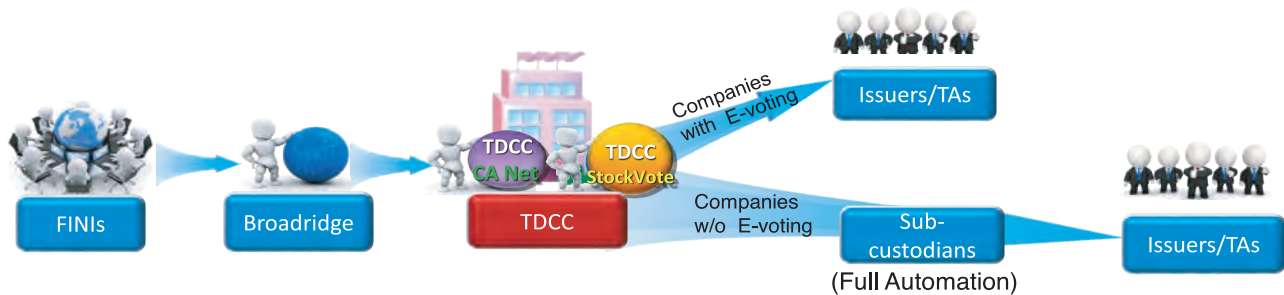 Companies
with E-voting
Issuers/TAs
TDCC
CA Net
TDCC
StockVote
FINIs
Broadridge
TDCC
Companies
w/o E-voting
Sub-
custodians
(Full Automation)
Issuers/TAs